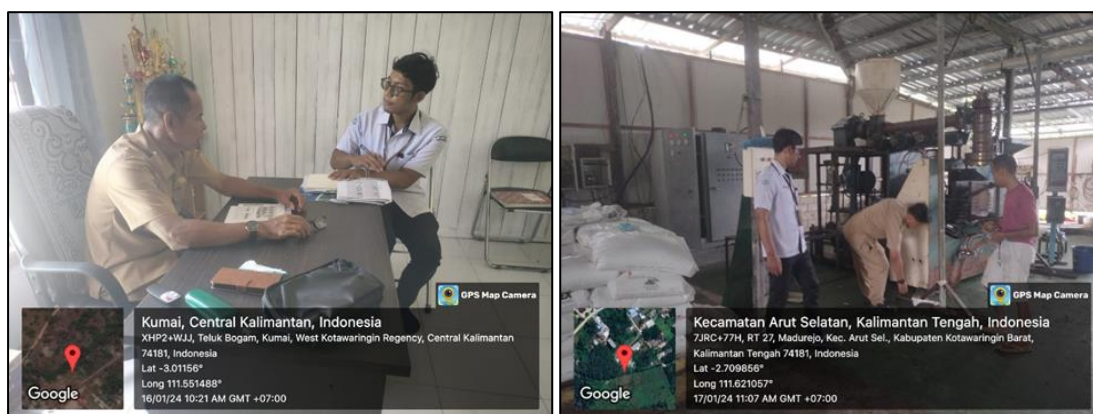 GPS Map Camera
Kumai, Central Kalimantan, Indonesia
XHP2+WJJ, Teluk Bogam, Kumai, West Kotawaringin Regency, Central Kalimantan
74181, Indonesia
Lat -3.01156°
Long 111.551488°
16/01/24 10:21 AM GMT +07:00
Google
GPS Map Camera
Kecamatan Arut Selatan, Kalimantan Tengah, Indonesia
7JRC+77H, RT 27, Madurejo, Kec. Arut Sel., Kabupaten Kotawaringin Barat,
Kalimantan Tengah 74181, Indonesia
Lat -2.709856°
Long 111.621057°
17/01/24 11:07 AM GMT +07:00
Google